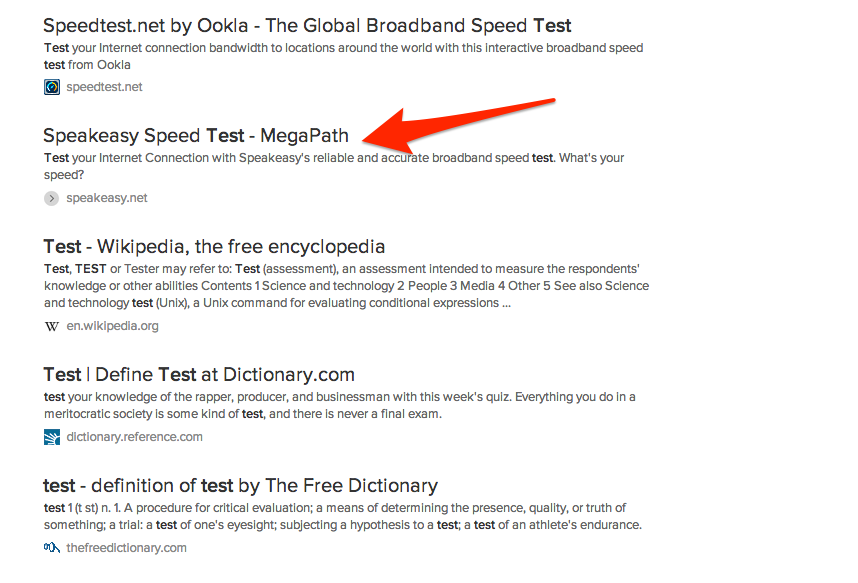 Speedtest.net by Ookla - The Global Broadband Speed Test
Test your Internet connection bandwidth to locations around the world with this interactive broadband speed
test from Ookla
speedtest.net
Speakeasy Speed Test - MegaPath
Test your Internet Connection with Speakeasy's reliable and accurate broadband speed test. What's your
speed?
speakeasy.net
Test - Wikipedia, the free encyclopedia
Test, TEST or Tester may refer to: Test (assessment), an assessment intended to measure the respondents'
knowledge or other abilities Contents 1 Science and technology 2 People 3 Media 4 Other 5 See also Science
and technology test (Unix), a Unix command for evaluating conditional expressions ...
W en.wikipedia.org
Test | Define Test at Dictionary.com
test your knowledge of the rapper, producer, and businessman with this week's quiz. Everything you do in a
meritocratic society is some kind of test, and there is never a final exam.
dictionary.reference.com
test - definition of test by The Free Dictionary
test 1 (t st) n. 1. A procedure for critical evaluation; a means of determining the presence, quality, or truth of
something; a trial: a test of one's eyesight; subjecting a hypothesis to a test; a test of an athlete's endurance.
thefreedictionary.com